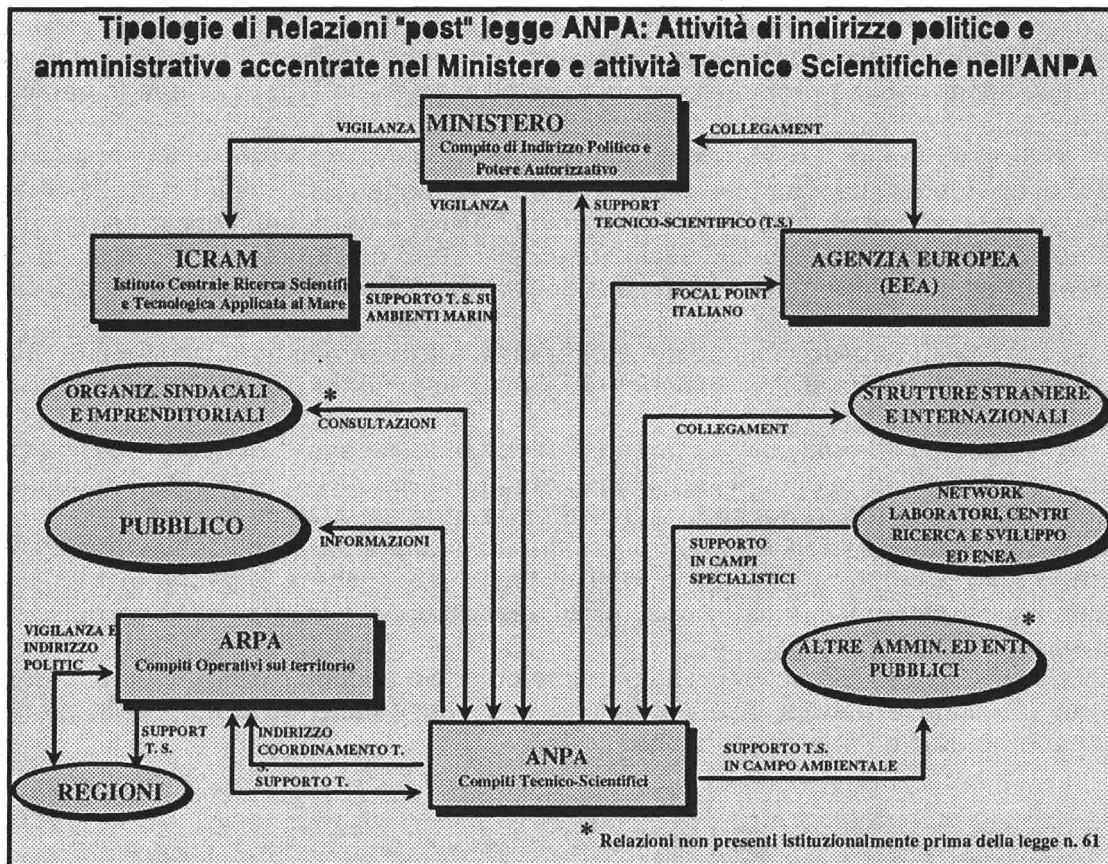 Tipologie di Relazioni "post" legge ANPA: Attività di indirizzo politico e
amministrativo accentrate nel Ministero e attività Tecnico Scientifiche nell'ANPA
VIGILANZA
MINISTERO
Compito di Indirizzo Politico e
Potere Autorizzativo
COLLEGAMENT
VIGILANZA
SUPPORT
TECNICO-SCIENTIFICO (T.S.)
ICRAM
Istituto Centrale Ricerca Scientifi
e Tecnologica Applicata al Mare
SUPPORTO T. S. SU
AMBIENTI MARIN
FOCAL POINT
ITALIANO
AGENZIA EUROPEA
(EEA)
ORGANIZ. SINDACALI
E IMPRENDITORIALI
*
CONSULTAZIONI
COLLEGAMENT
STRUTTURE STRANIERE
E INTERNAZIONALI
PUBBLICO
INFORMAZIONI
SUPPORTO
IN CAMPI
SPECIALISTICI
NETWORK
LABORATORI, CENTRI
RICERCA E SVILUPPO
ED ENEA
VIGILANZA E
INDIRIZZO
POLITIC
ARPA
Compiti Operativi sul territorio
*
ALTRE AMMIN. ED ENTI
PUBBLICI
SUPPORT
T. S.
INDIRIZZO
COORDINAMENTO T.
S.
SUPPORTO T.
REGIONI
ANPA
Compiti Tecnico-Scientifici
SUPPORTO T.S.
IN CAMPO AMBIENTALE
* Relazioni non presenti istituzionalmente prima della legge n. 61